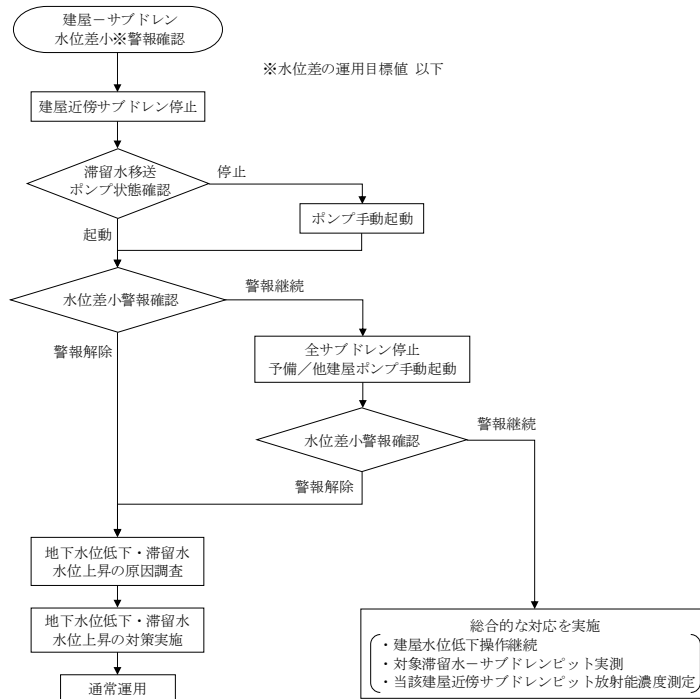 建屋－サブドレン
水位差小※警報確認
※水位差の運用目標値 以下
建屋近傍サブドレン停止
滞留水移送
ポンプ状態確認
停止
ポンプ手動起動
起動
水位差小警報確認
警報継続
警報解除
全サブドレン停止
予備／他建屋ポンプ手動起動
水位差小警報確認
警報継続
警報解除
地下水位低下・滞留水
水位上昇の原因調査
地下水位低下・滞留水
水位上昇の対策実施
通常運用
総合的な対応を実施
・建屋水位低下操作継続
・対象滞留水－サブドレンピット実測
・当該建屋近傍サブドレンピット放射能濃度測定